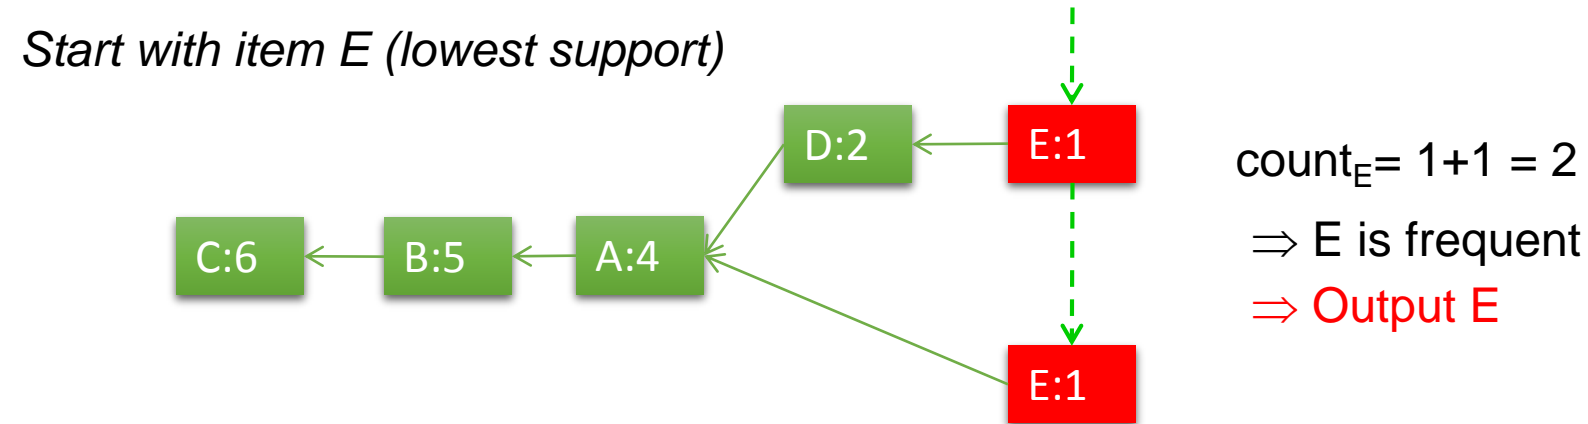 Start with item E (lowest support)
D:2
E:1
count_E= 1+1 = 2
C:6
B:5
A:4
⇒ E is frequent
⇒ Output E
E:1